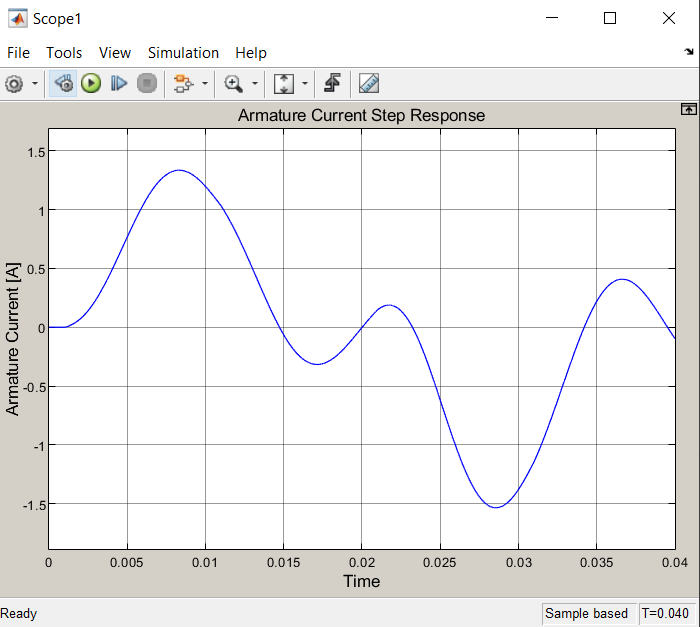 Scope1
File Tools View Simulation Help
Armature Current Step Response
1.5
1
0.5
0
-0.5
-1
-1.5
Armature Current [A]
0 0.005 0.01 0.015 0.02 0.025 0.03 0.035 0.04
Time
Ready Sample based T=0.040